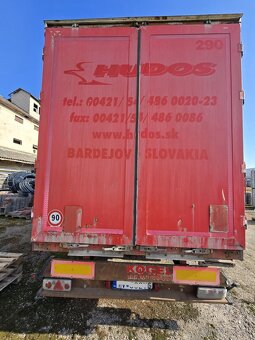 290
HUDOS
tel.: 00421/ 54/ 486 0020-23
fax: 00421/54/ 486 0086
www.hudos.sk
BARDEJOV - SLOVAKIA
90
KÖGEL